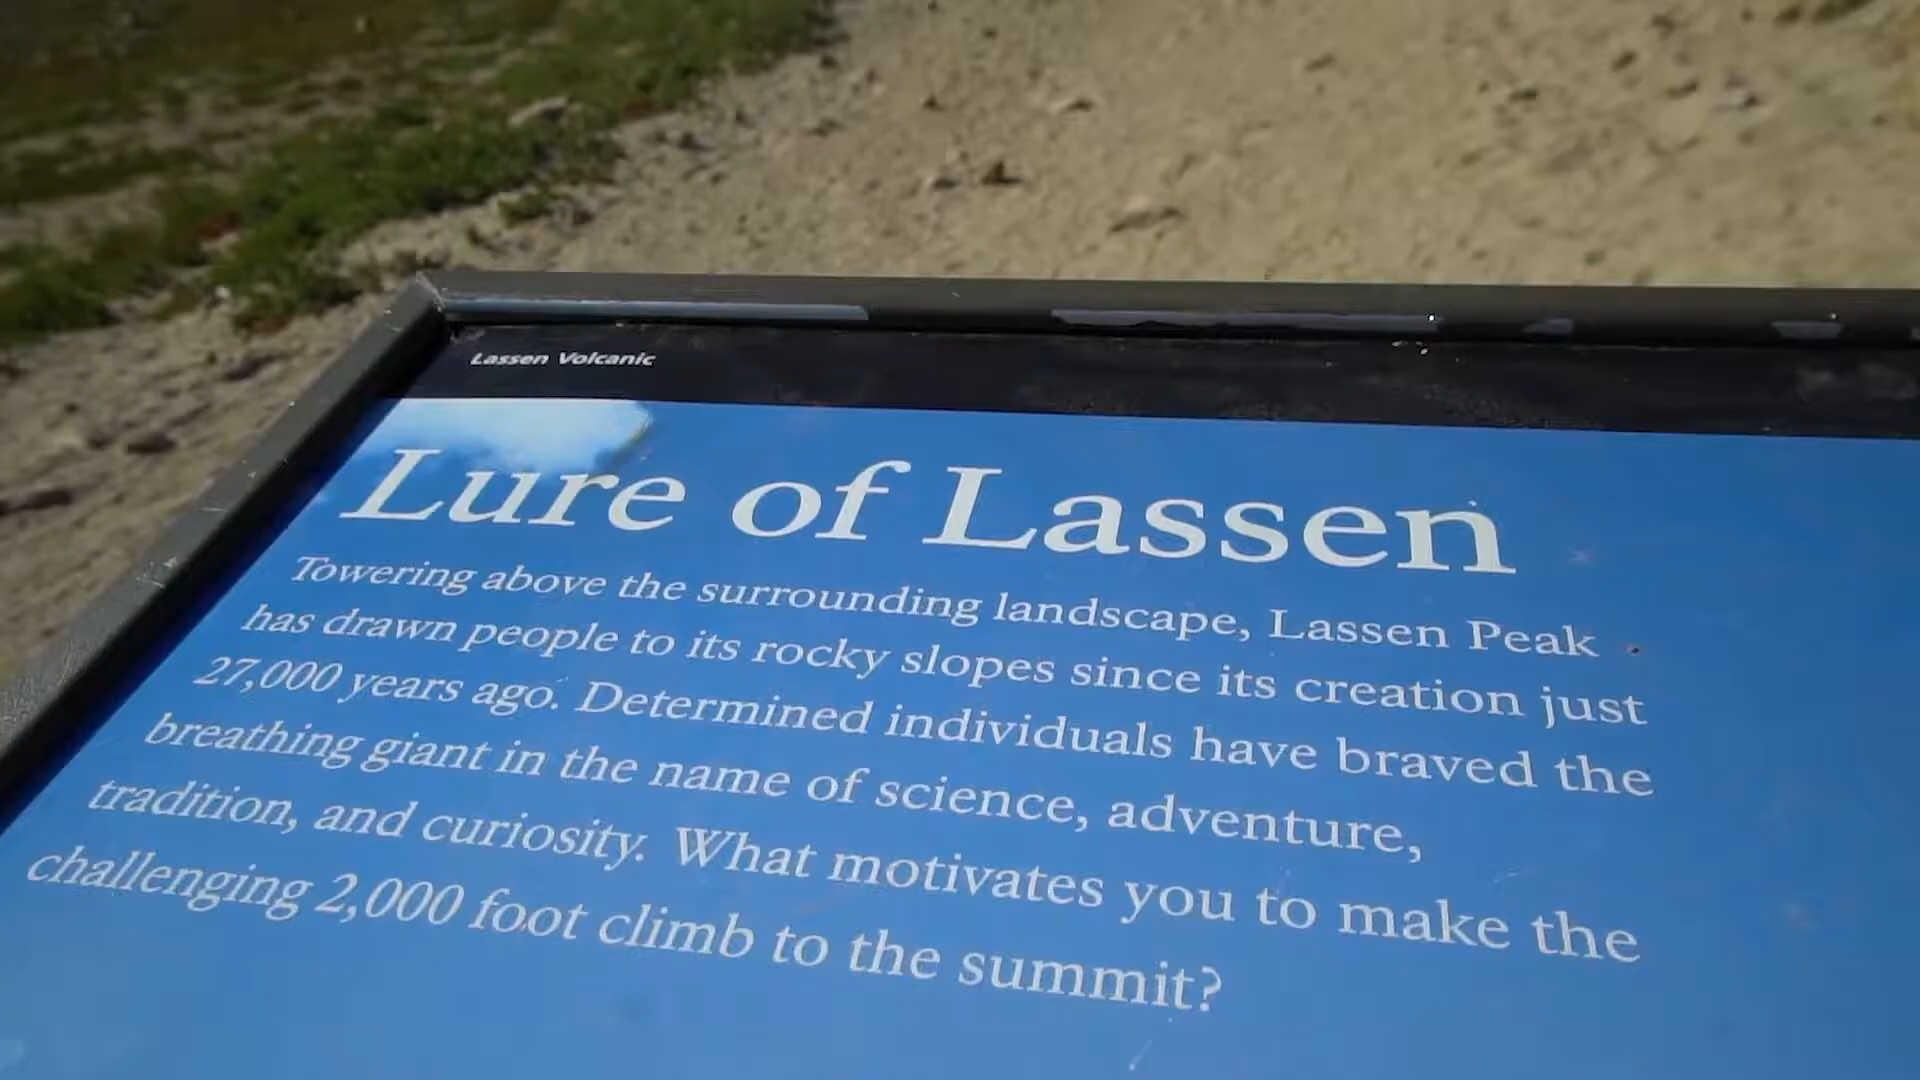 Lassen Volcanic
Lure of Lassen
Towering above the surrounding landscape, Lassen Peak
has drawn people to its rocky slopes since its creation just
27,000 years ago. Determined individuals have braved the
breathing giant in the name of science, adventure,
tradition, and curiosity. What motivates you to make the
challenging 2,000 foot climb to the summit?